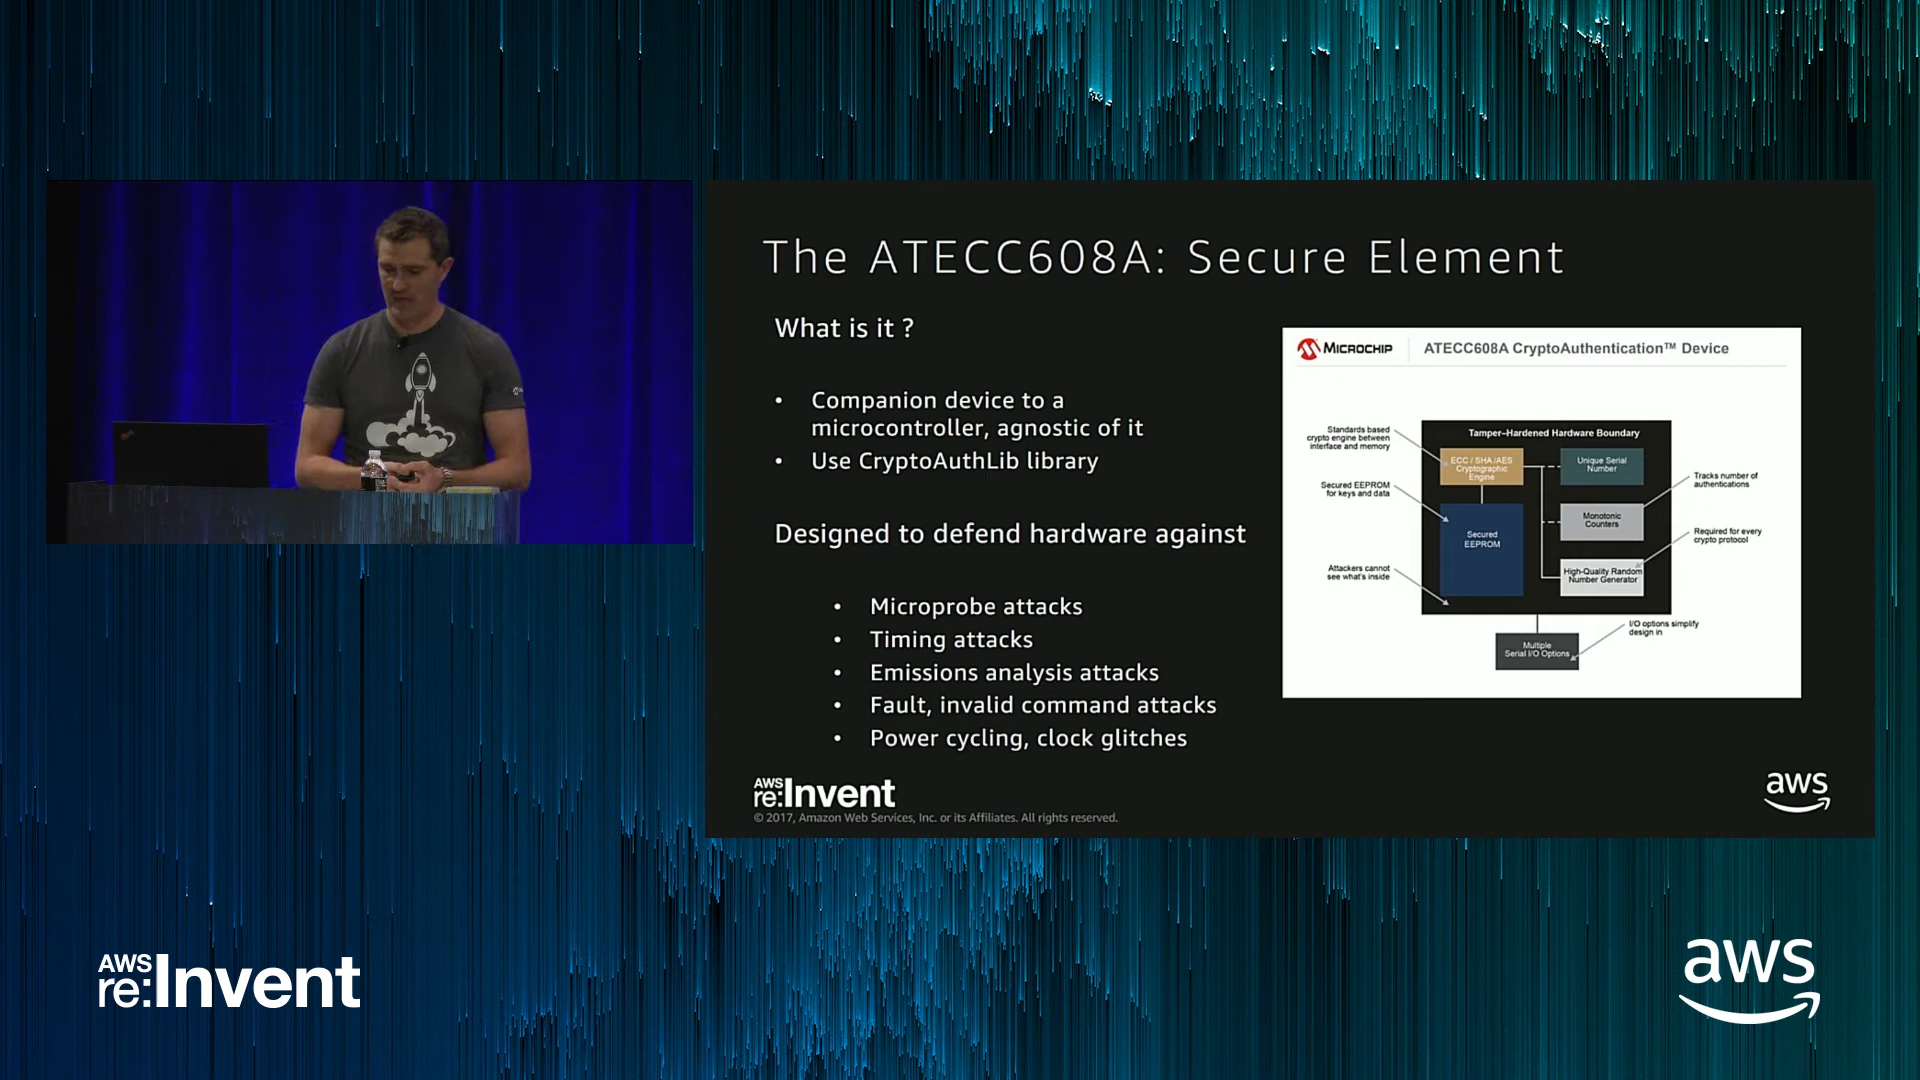 The ATECC608A: Secure Element
What is it ?
• Companion device to a
microcontroller, agnostic of it
• Use CryptoAuthLib library
Designed to defend hardware against
• Microprobe attacks
• Timing attacks
• Emissions analysis attacks
• Fault, invalid command attacks
• Power cycling, clock glitches
MICROCHIP
ATECC608A CryptoAuthentication™ Device
Standards based
crypto engine between
interface and memory
Secured EEPROM
for keys and data
Attackers cannot
see what's inside
Tamper–Hardened Hardware Boundary
ECC / SHA /AES
Cryptographic
Engine
Secured
EEPROM
Unique Serial
Number
Monotonic
Counters
High-Quality Random
Number Generator
Tracks number of
authentications
Required for every
crypto protocol
I/O options simplify
design in
Multiple
Serial I/O Options
AWS
re:Invent
© 2017, Amazon Web Services, Inc. or its Affiliates. All rights reserved.
aws
AWS
re:Invent
aws